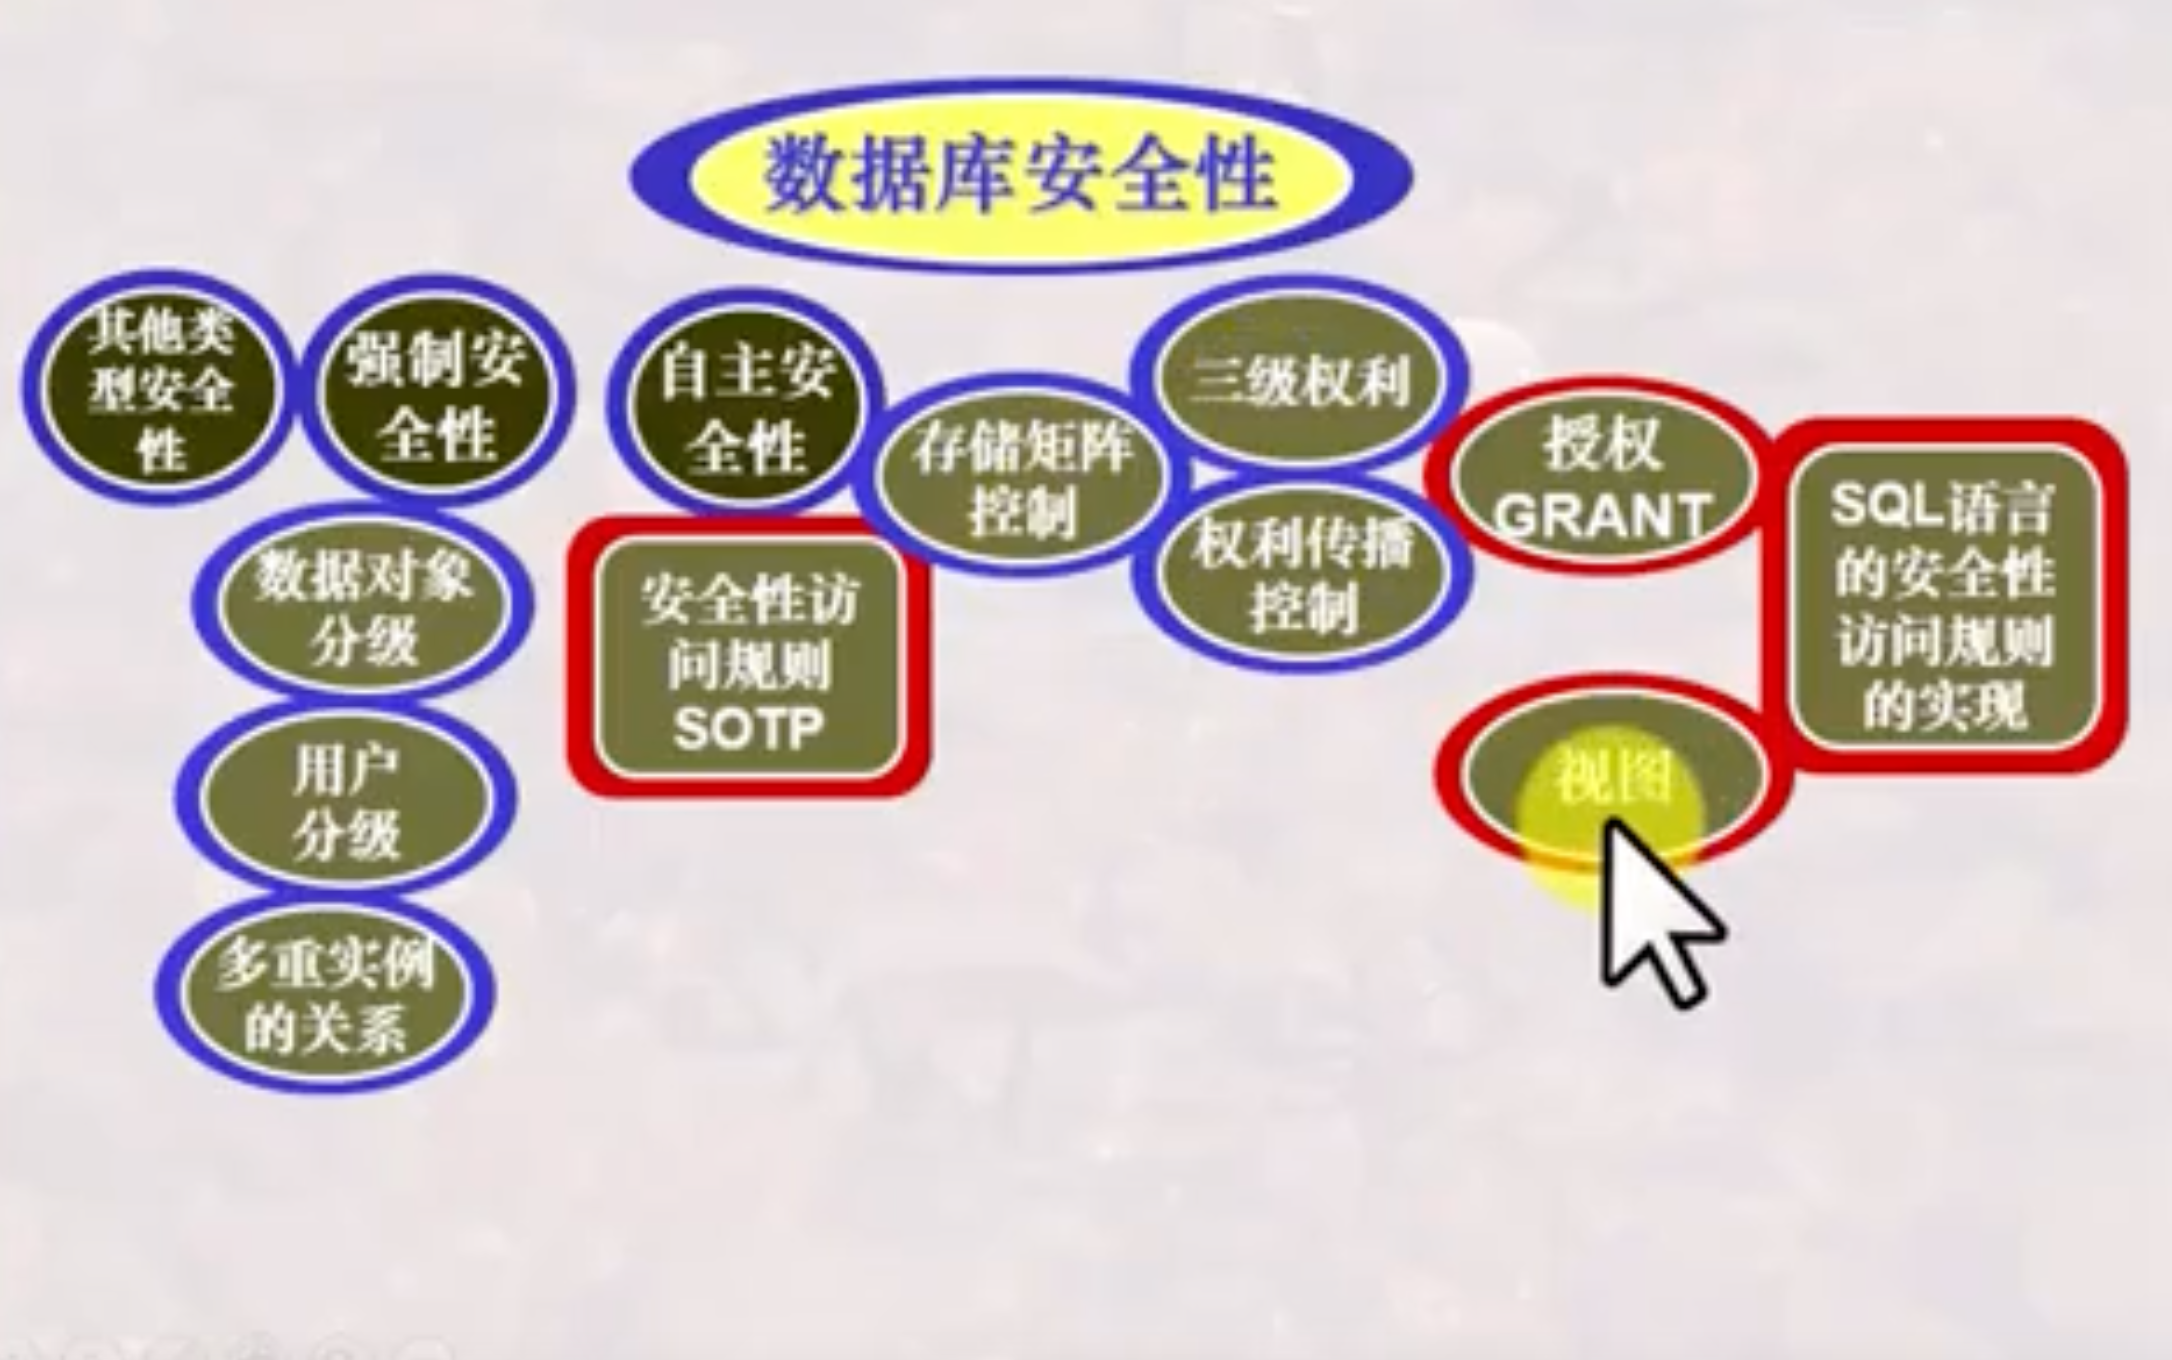 数据库安全性
其他类
型安全
性
强制安
全性
自主安
全性
存储矩阵
控制
三级权利
权利传播
控制
授权
GRANT
SQL语言
的安全性
访问规则
的实现
数据对象
分级
安全性访
问规则
SOTP
视图
用户
分级
多重实例
的关系